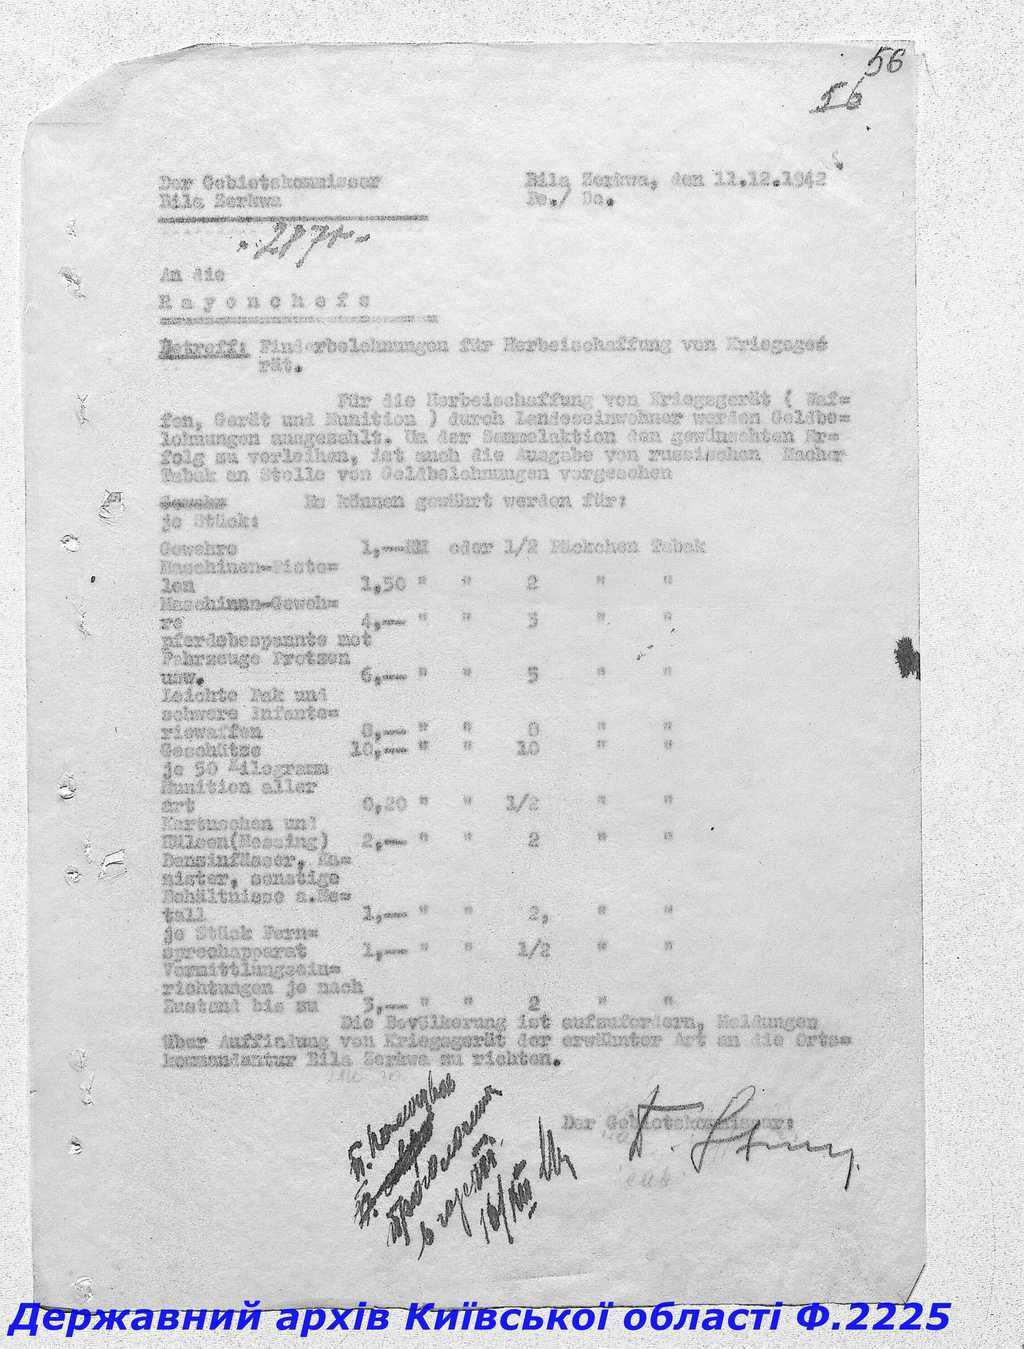 56
56
Der Gebietskommissar
Bila Zerkwa
Bila Zerkwa, den 11.12.1942
An die
Rayonchefs
Betreff: Finderbelohnungen für Herbeischaffung von Kriegsge=
rät.
Für die Herbeischaffung von Kriegsgerät ( Waf=
fen, Gerät und Munition ) durch Landeseinwohner werden Geldbe=
lohnungen ausgezahlt. Um der Sammelaktion den gewünschten Er=
folg zu verleihen, ist auch die Ausgabe von russischen Machor
Tabak an Stelle von Geldbelohnungen vorgesehen
Gewehr Es können gewährt werden für:
je Stück:
Gewehre 1,--RM oder 1/2 Päckchen Tabak
Maschinen-Pisto=
len 1,50 " " 2 " "
Maschinen-Geweh=
re 4,-- " " 3 " "
pferdebespannte mot
Fahrzeuge Protzen
usw. 6,-- " " 5 " "
Leichte Pak und
schwere Infante=
riewaffen 8,-- " " 8 " "
Geschütze 10,-- " " 10 " "
je 50 Kilogramm
Munition aller
Art 0,20 " " 1/2 " "
Kartuschen und
Hülsen(Messing) 2,-- " " 2 " "
Benzinfässer, Ka=
nister, sonstige
Behältnisse a.Me=
tall 1,-- " " 2, " "
je Stück Fern=
sprechapparat 1,-- " " 1/2 " "
Vermittlungsein=
richtungen je nach
Zustand bis zu 3,-- " " 2 " "
Die Bevölkerung ist aufzufordern, Meldungen
über Auffindung von Kriegsgerät der erwähnter Art an die Orts=
kommandantur Bila Zerkwa zu richten.
Der Gebietskommissar:
Державний архів Київської області Ф.2225